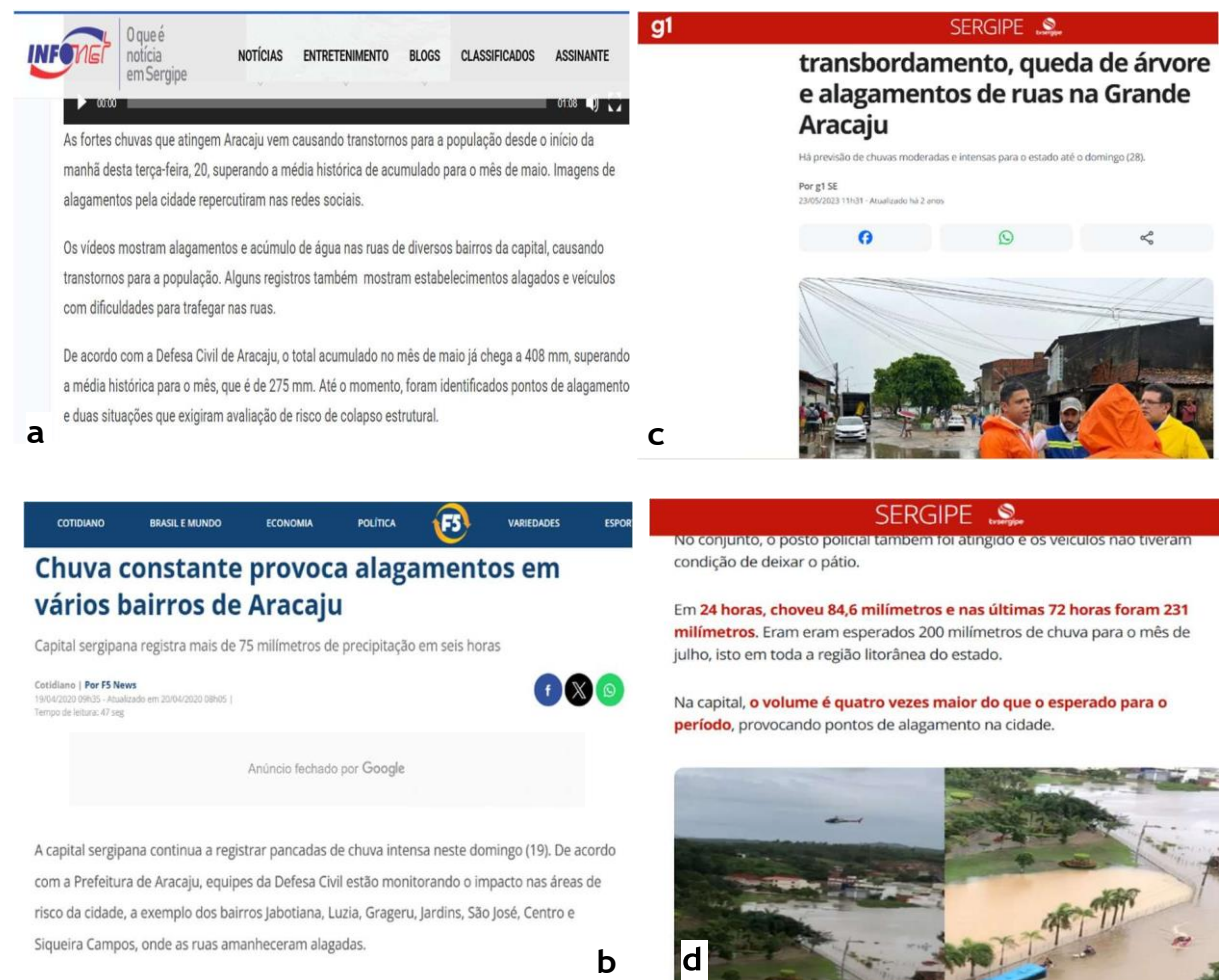 INFONET
O que é
notícia
em Sergipe
NOTÍCIAS ENTRETENIMENTO BLOGS CLASSIFICADOS ASSINANTE
00:00 01:08
As fortes chuvas que atingem Aracaju vem causando transtornos para a população desde o início da
manhã desta terça-feira, 20, superando a média histórica de acumulado para o mês de maio. Imagens de
alagamentos pela cidade repercutiram nas redes sociais.
Os vídeos mostram alagamentos e acúmulo de água nas ruas de diversos bairros da capital, causando
transtornos para a população. Alguns registros também mostram estabelecimentos alagados e veículos
com dificuldades para trafegar nas ruas.
De acordo com a Defesa Civil de Aracaju, o total acumulado no mês de maio já chega a 408 mm, superando
a média histórica para o mês, que é de 275 mm. Até o momento, foram identificados pontos de alagamento
e duas situações que exigiram avaliação de risco de colapso estrutural.
a
g1 SERGIPE tvsergipe
transbordamento, queda de árvore
e alagamentos de ruas na Grande
Aracaju
Há previsão de chuvas moderadas e intensas para o estado até o domingo (28).
Por g1 SE
23/05/2023 11h31 - Atualizado há 2 anos
c
COTIDIANO BRASIL E MUNDO ECONOMIA POLÍTICA F5 VARIEDADES ESPOR
Chuva constante provoca alagamentos em
vários bairros de Aracaju
Capital sergipana registra mais de 75 milímetros de precipitação em seis horas
Cotidiano | Por F5 News
19/04/2020 09h35 - Atualizado em 20/04/2020 08h05 |
Tempo de leitura: 47 seg
Anúncio fechado por Google
A capital sergipana continua a registrar pancadas de chuva intensa neste domingo (19). De acordo
com a Prefeitura de Aracaju, equipes da Defesa Civil estão monitorando o impacto nas áreas de
risco da cidade, a exemplo dos bairros Jabotiana, Luzia, Grageru, Jardins, São José, Centro e
Siqueira Campos, onde as ruas amanheceram alagadas.
b
SERGIPE tvsergipe
No conjunto, o posto policial também foi atingido e os veículos não tiveram
condição de deixar o pátio.
Em 24 horas, choveu 84,6 milímetros e nas últimas 72 horas foram 231
milímetros. Eram eram esperados 200 milímetros de chuva para o mês de
julho, isto em toda a região litorânea do estado.
Na capital, o volume é quatro vezes maior do que o esperado para o
período, provocando pontos de alagamento na cidade.
d